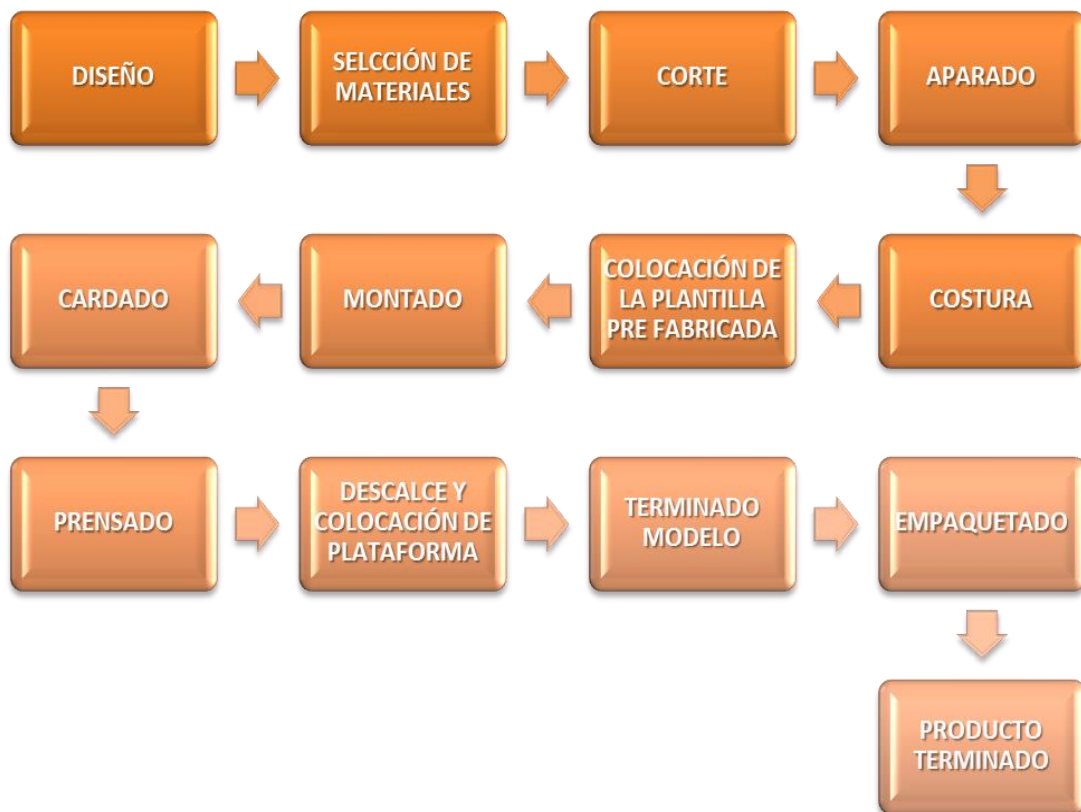 DISEÑO
SELCCIÓN DE
MATERIALES
CORTE
APARADO
COSTURA
COLOCACIÓN DE
LA PLANTILLA
PRE FABRICADA
MONTADO
CARDADO
PRENSADO
DESCALCE Y
COLOCACIÓN DE
PLATAFORMA
TERMINADO
MODELO
EMPAQUETADO
PRODUCTO
TERMINADO